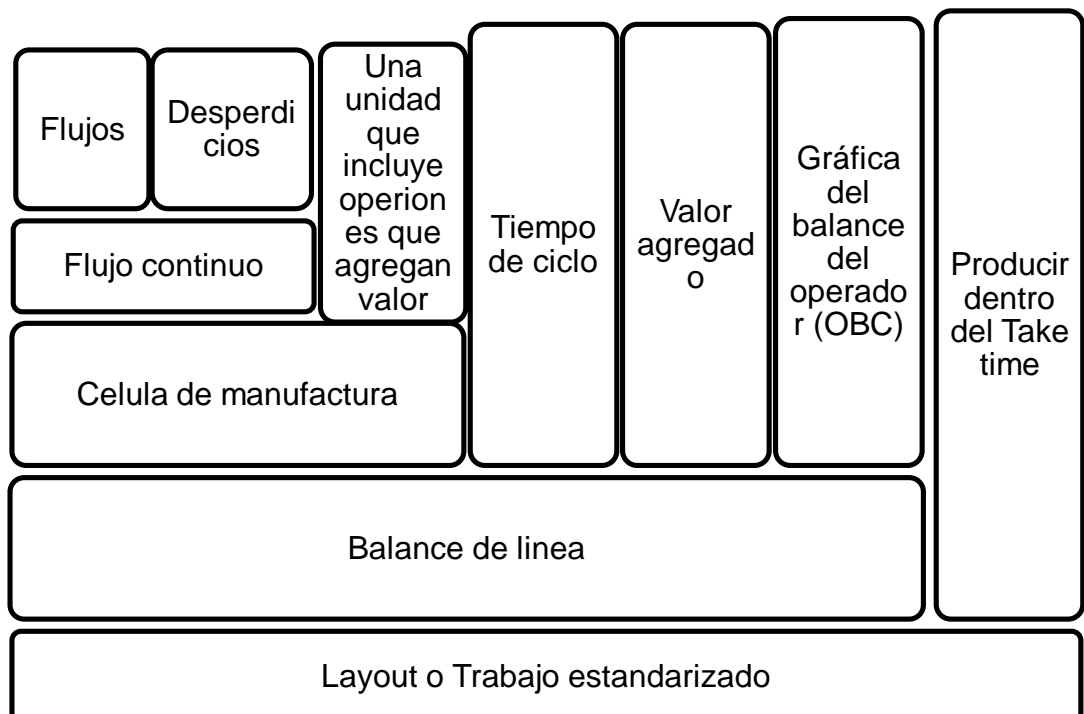 Flujos
Desperdi
cios
Una
unidad
que
incluye
operion
es que
agregan
valor
Tiempo
de ciclo
Valor
agregad
o
Gráfica
del
balance
del
operado
r (OBC)
Producir
dentro
del Take
time
Flujo continuo
Celula de manufactura
Balance de linea
Layout o Trabajo estandarizado